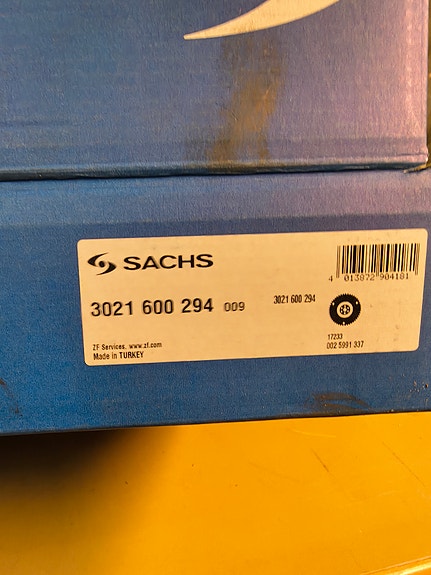 SACHS
4 013872 904181
3021 600 294 009
3021 600 294
17233
002 5991 337
ZF Services, www.zf.com
Made in TURKEY